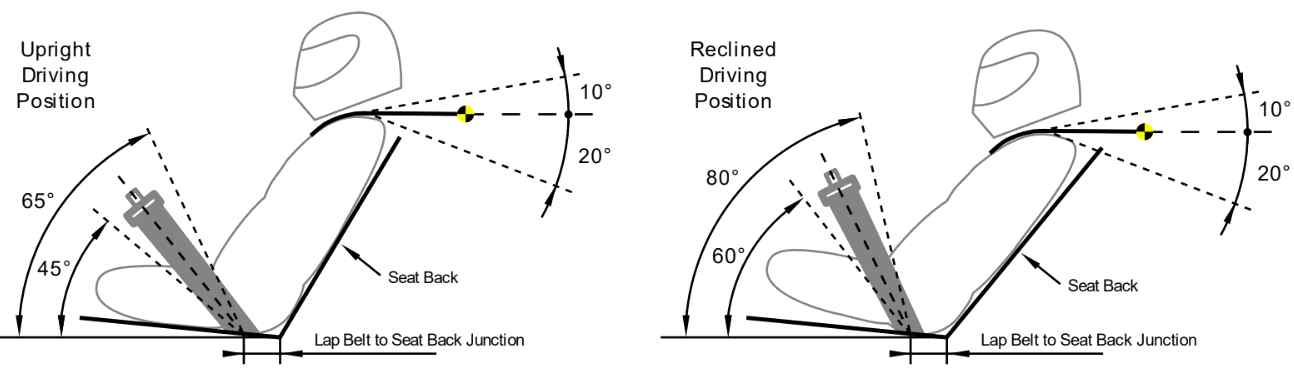 Upright
Driving
Position
65°
45°
10°
20°
Seat Back
Lap Belt to Seat Back Junction
Reclined
Driving
Position
80°
60°
10°
20°
Seat Back
Lap Belt to Seat Back Junction